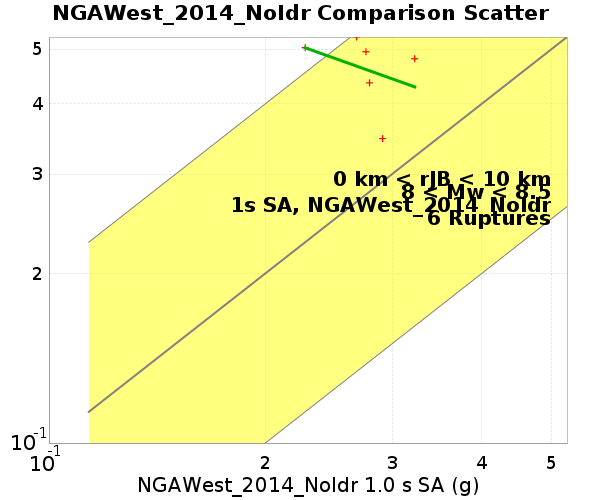 NGAWest_2014_NoIdr Comparison Scatter
5
4
3
2
10-1
10-1
2
3
4
5
0 km < rJB < 10 km
8 < Mw < 8.5
1s SA, NGAWest_2014_NoIdr
6 Ruptures
NGAWest_2014_NoIdr 1.0 s SA (g)